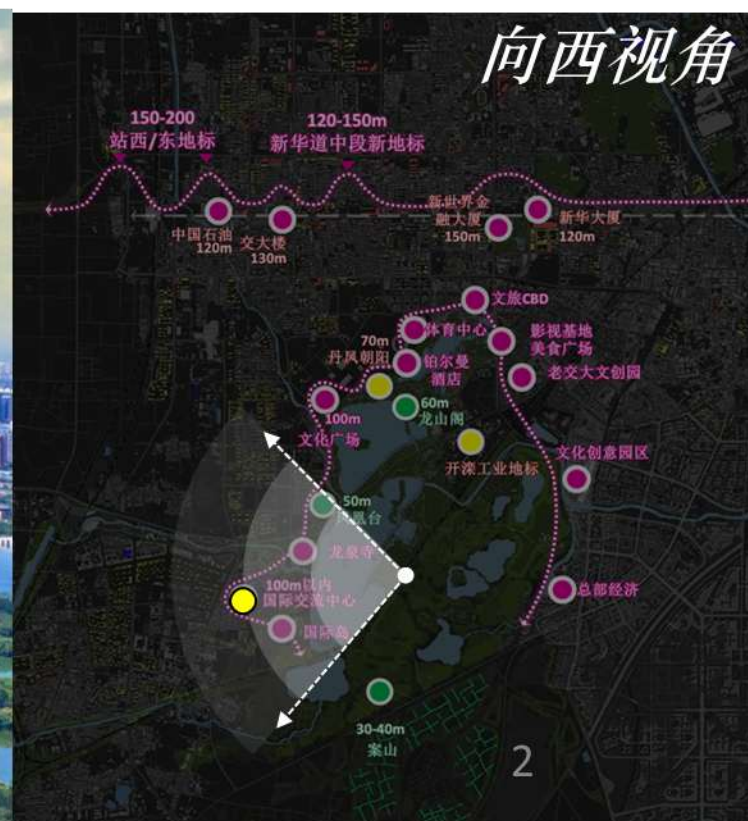 向西视角
150-200
站西/东地标
120-150m
新华道中段新地标
中国石油
120m
交大楼
130m
新世界金
融大厦
150m
新华大厦
120m
文旅CBD
体育中心
影视基地
美食广场
70m
丹凤朝阳
铂尔曼
酒店
老交大文创园
100m
文化广场
60m
龙山阁
开滦工业地标
文化创意园区
50m
凤凰台
龙泉寺
100m以内
国际交流中心
国际岛
总部经济
30-40m
案山
2